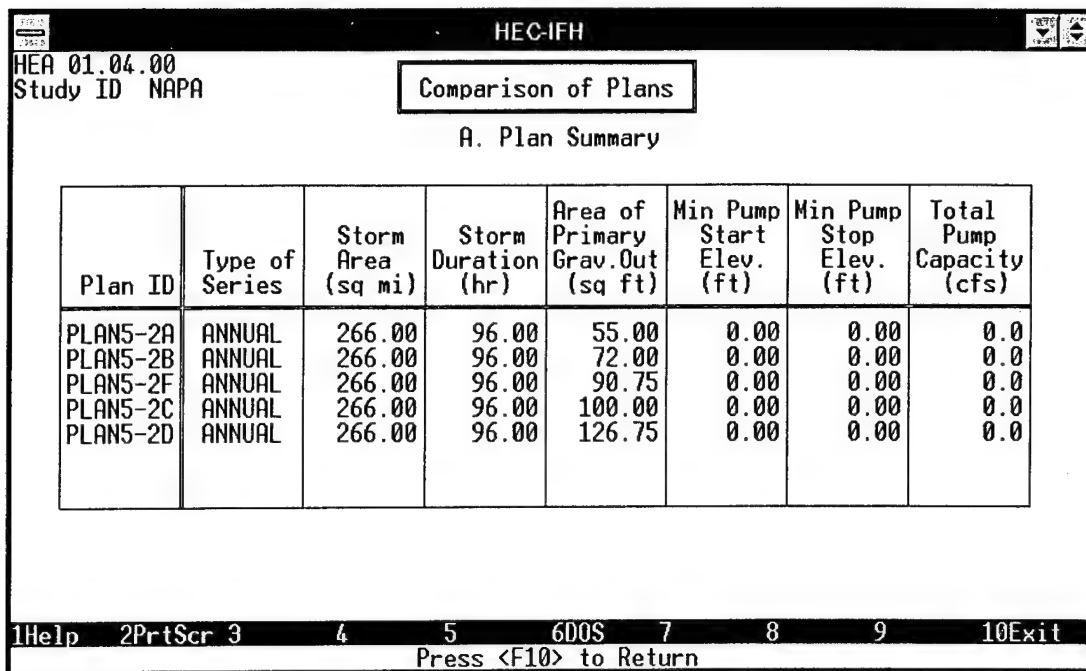 HEC-IFH
HEA 01.04.00
Study ID NAPA
Comparison of Plans
A. Plan Summary
Plan ID Type of Series Storm Area (sq mi) Storm Duration (hr) Area of Primary Grav.Out (sq ft) Min Pump Start Elev. (ft) Min Pump Stop Elev. (ft) Total Pump Capacity (cfs)
PLAN5-2A ANNUAL 266.00 96.00 55.00 0.00 0.00 0.0
PLAN5-2B ANNUAL 266.00 96.00 72.00 0.00 0.00 0.0
PLAN5-2F ANNUAL 266.00 96.00 90.75 0.00 0.00 0.0
PLAN5-2C ANNUAL 266.00 96.00 100.00 0.00 0.00 0.0
PLAN5-2D ANNUAL 266.00 96.00 126.75 0.00 0.00 0.0
1Help 2PrtScr 3 4 5 6DOS 7 8 9 10Exit
Press <F10> to Return